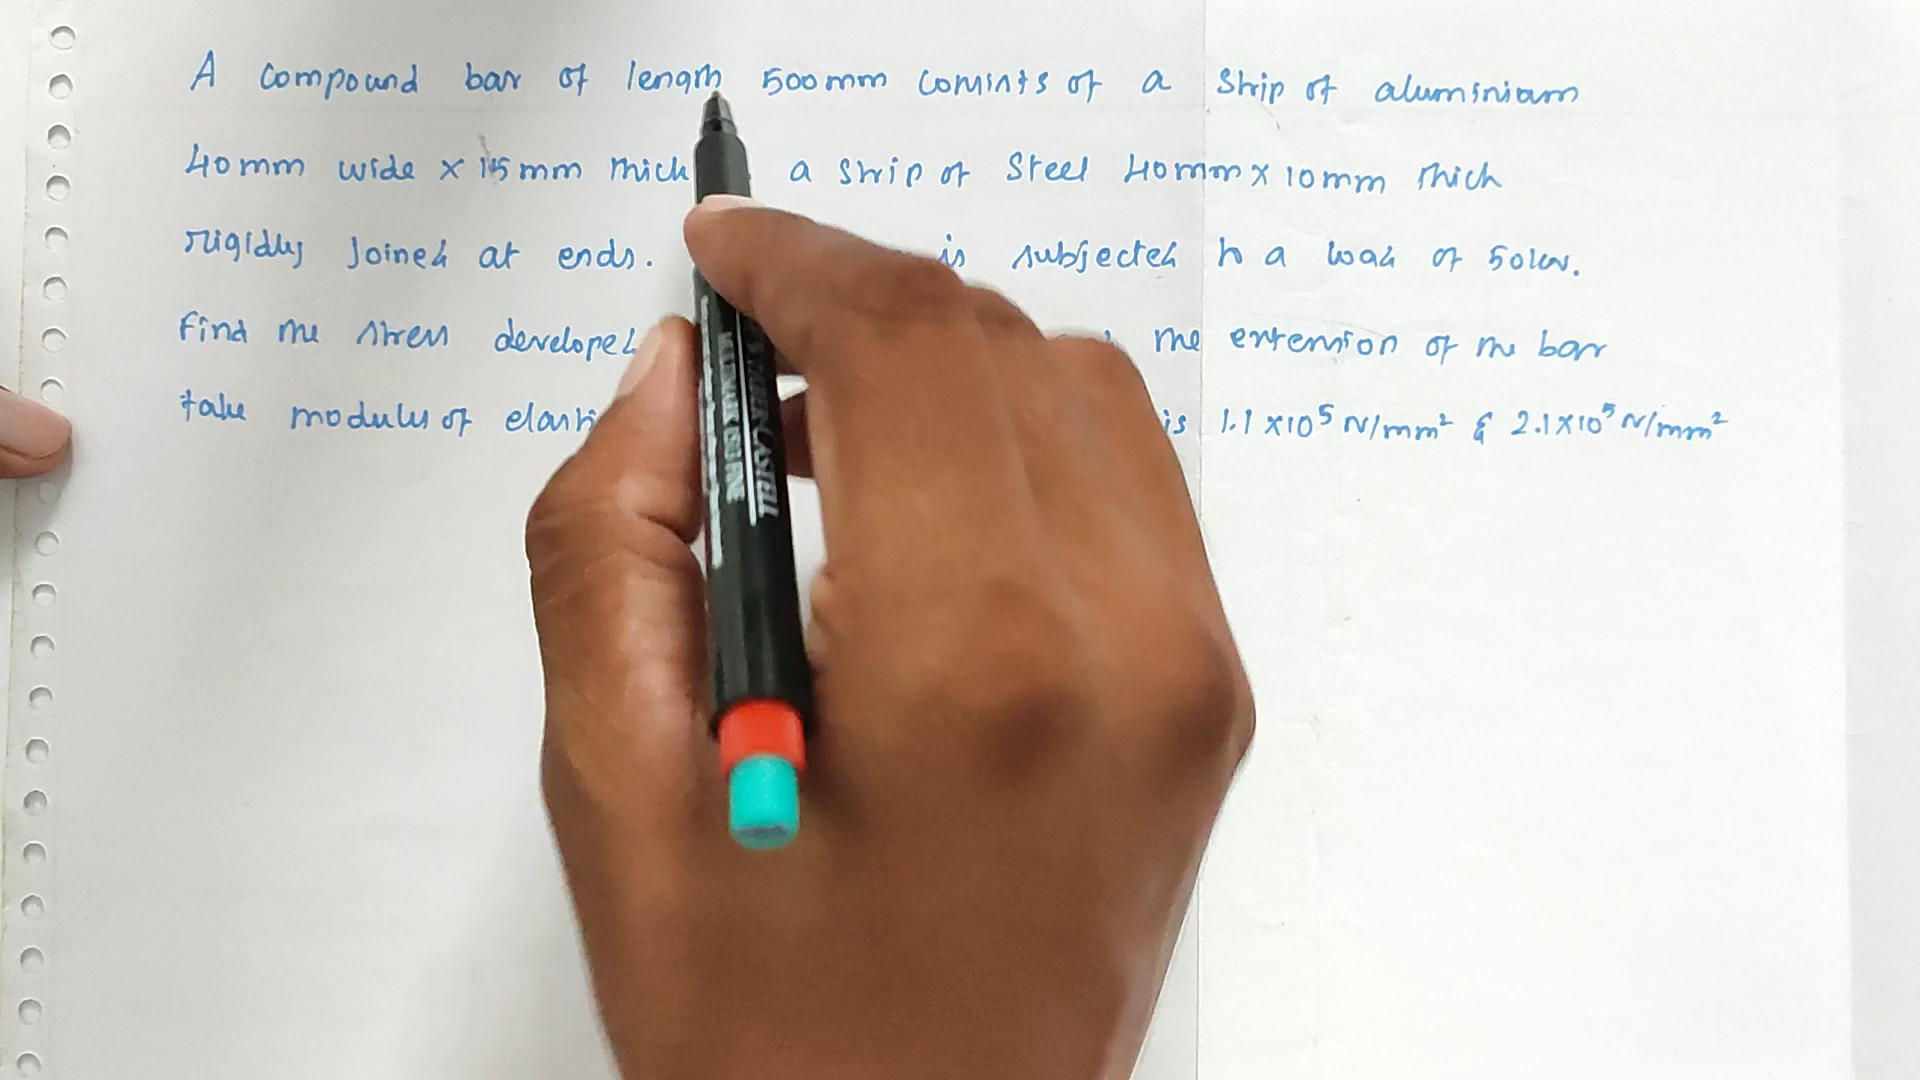 A compound bar of length 500mm consists of a strip of aluminium
40mm wide x 15mm thick a strip of steel 40mm x 10mm thick
rigidly joined at ends. is subjected to a load of 50kN.
Find the stress developed the extension of the bar
take modulus of is 1.1 x10⁵ N/mm² & 2.1x10⁵ N/mm²